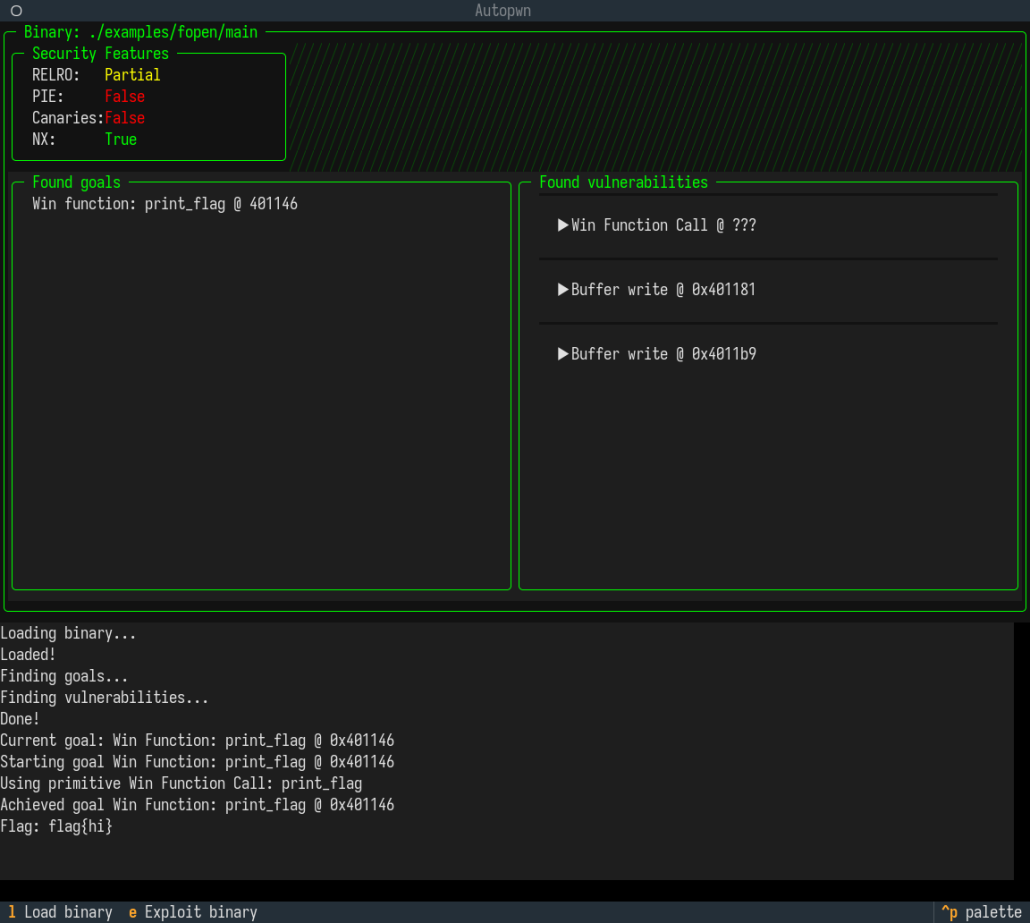 Autopwn
Binary: ./examples/fopen/main
Security Features
RELRO: Partial
PIE: False
Canaries:False
NX: True
Found goals
Win function: print_flag @ 401146
Found vulnerabilities
▶Win Function Call @ ???
▶Buffer write @ 0x401181
▶Buffer write @ 0x4011b9
Loading binary...
Loaded!
Finding goals...
Finding vulnerabilities...
Done!
Current goal: Win Function: print_flag @ 0x401146
Starting goal Win Function: print_flag @ 0x401146
Using primitive Win Function Call: print_flag
Achieved goal Win Function: print_flag @ 0x401146
Flag: flag{hi}
l Load binary e Exploit binary ^p palette